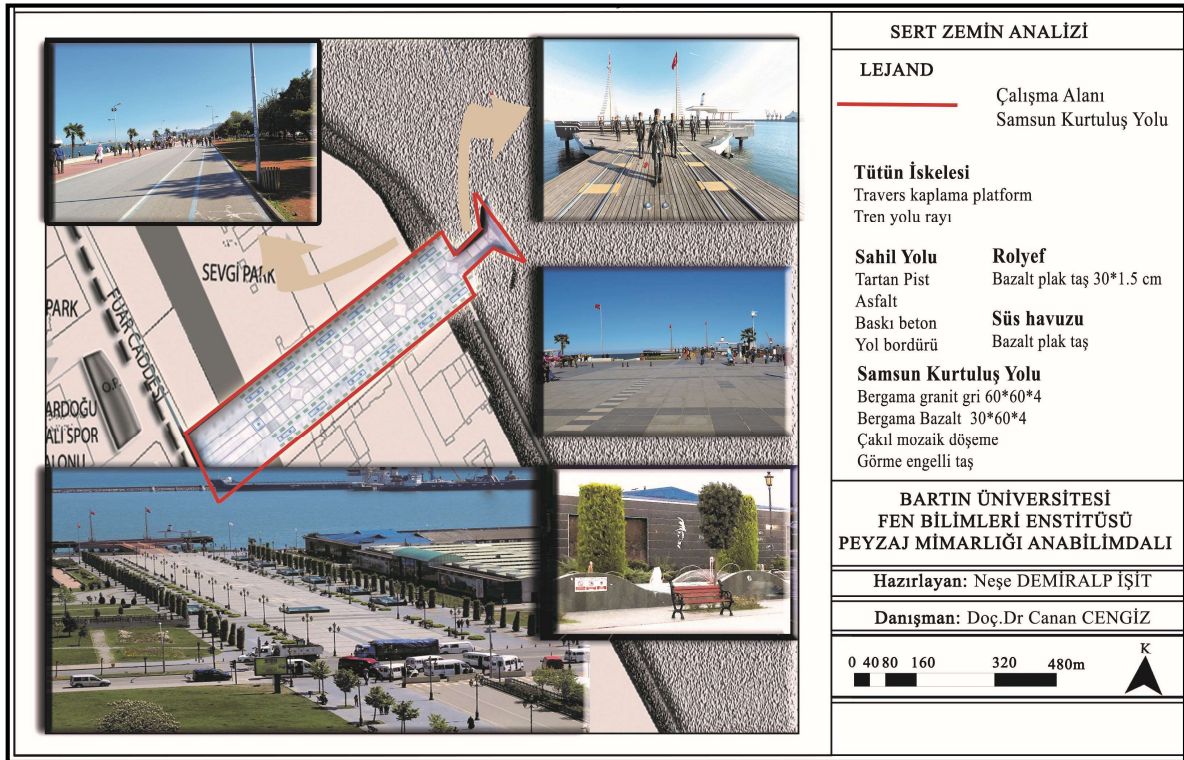 SEVGİ PARK
PARK
FUAR CADDESİ
O.P.
ARDOĞU
ALI SPOR
ALONU
SERT ZEMİN ANALİZİ
LEJAND
Çalışma Alanı
Samsun Kurtuluş Yolu
Tütün İskelesi
Travers kaplama platform
Tren yolu rayı
Sahil Yolu
Tartan Pist
Asfalt
Baskı beton
Yol bordürü
Rolyef
Bazalt plak taş 30*1.5 cm
Süs havuzu
Bazalt plak taş
Samsun Kurtuluş Yolu
Bergama granit gri 60*60*4
Bergama Bazalt 30*60*4
Çakıl mozaik döşeme
Görme engelli taş
BARTIN ÜNİVERSİTESİ
FEN BİLİMLERİ ENSTİTÜSÜ
PEYZAJ MİMARLIĞI ANABİLİMDALI
Hazırlayan: Neşe DEMİRALP İŞİT
Danışman: Doç.Dr Canan CENGİZ
0 40 80 160 320 480m
K